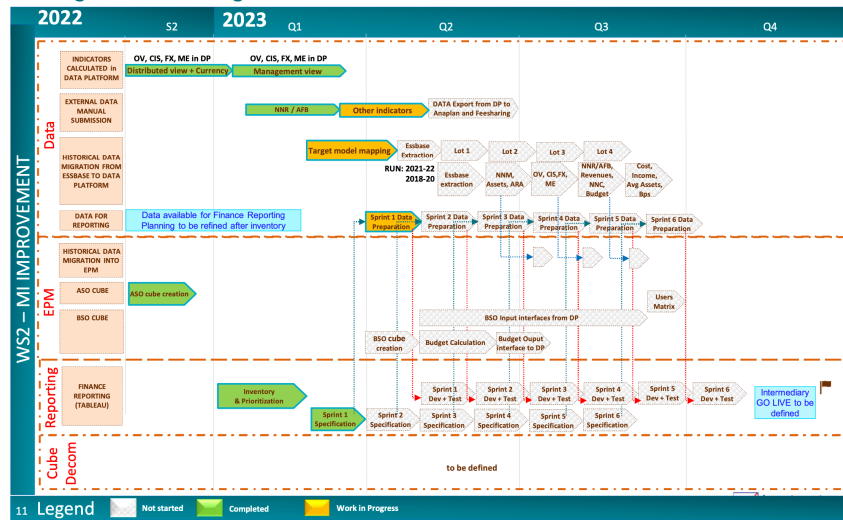 2022
2023
S2
Q1
Q2
Q3
Q4
WS2 – MI IMPROVEMENT
Data
INDICATORS
CALCULATED in
DATA PLATFORM
OV, CIS, FX, ME in DP
Distributed view + Currency
OV, CIS, FX, ME in DP
Management view
EXTERNAL DATA
MANUAL
SUBMISSION
NNR / AFB
Other indicators
DATA Export from DP to
Anaplan and Feesharing
HISTORICAL DATA
MIGRATION FROM
ESSBASE TO DATA
PLATFORM
Target model mapping
Essbase
Extraction
Lot 1
Lot 2
Lot 3
Lot 4
RUN: 2021-22
2018-20
Essbase
extraction
NNM,
Assets, ARA
OV, CIS,FX,
ME
NNR/AFB,
Revenues,
NNC,
Budget
Cost,
Income,
Avg Assets,
Bps
DATA FOR
REPORTING
Data available for Finance Reporting
Planning to be refined after inventory
Sprint 1 Data
Preparation
Sprint 2 Data
Preparation
Sprint 3 Data
Preparation
Sprint 4 Data
Preparation
Sprint 5 Data
Preparation
Sprint 6 Data
Preparation
EPM
HISTORICAL DATA
MIGRATION INTO
EPM
ASO CUBE
ASO cube creation
Users
Matrix
BSO CUBE
BSO Input interfaces from DP
BSO cube
creation
Budget Calculation
Budget Ouput
interface to DP
Reporting
FINANCE
REPORTING
(TABLEAU)
Inventory
& Prioritization
Sprint 1
Dev + Test
Sprint 2
Dev + Test
Sprint 3
Dev + Test
Sprint 4
Dev + Test
Sprint 5
Dev + Test
Sprint 6
Dev + Test
Intermediary
GO LIVE to be
defined
Sprint 1
Specification
Sprint 2
Specification
Sprint 3
Specification
Sprint 4
Specification
Sprint 5
Specification
Sprint 6
Specification
Cube
Decom
to be defined
11 Legend
Not started
Completed
Work in Progress